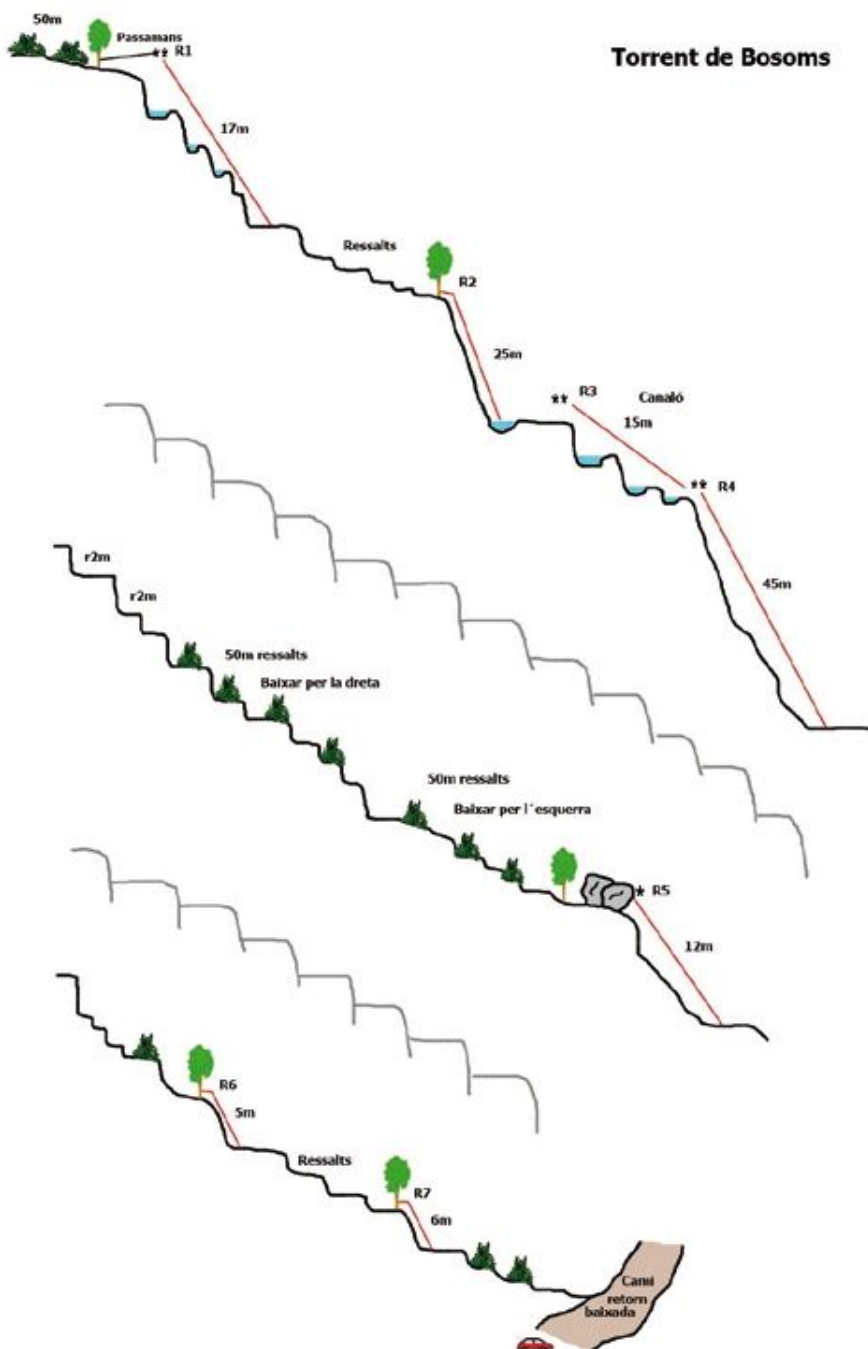 50m
Passamans
R1
Torrent de Bosoms
17m
Ressalts
R2
25m
R3
Canaló
15m
R4
45m
r2m
r2m
50m ressalts
Baixar per la dreta
50m ressalts
Baixar per l´esquerra
R5
12m
R6
5m
Ressalts
R7
6m
Camí
retorn
baixada